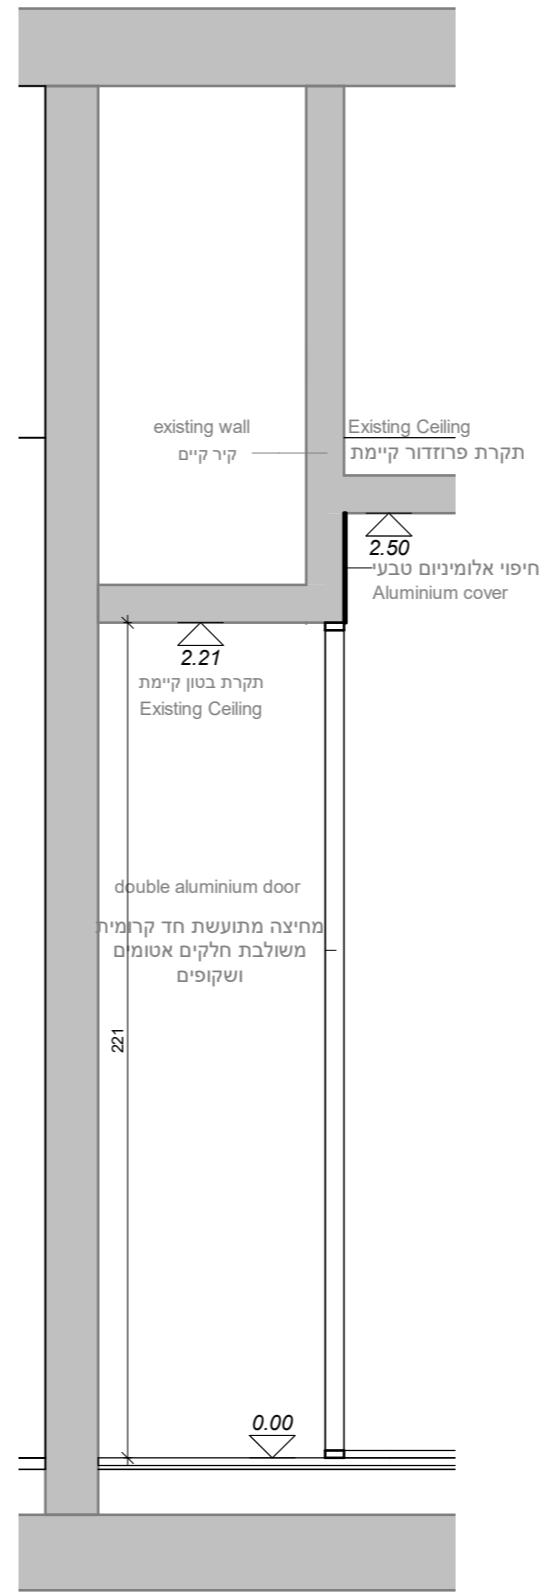 existing wall
קיר קיים
Existing Ceiling
תקרת פרוזדור קיימת
2.50
חיפוי אלומיניום טבעי
Aluminium cover
2.21
תקרת בטון קיימת
Existing Ceiling
double aluminium door
מחיצה מתועשת חד קרומית
משולבת חלקים אטומים
ושקופים
221
0.00